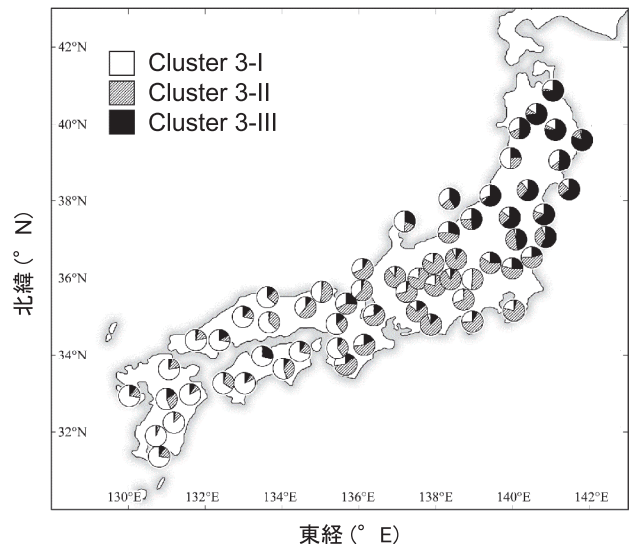 42°N
Cluster 3-I
Cluster 3-II
Cluster 3-III
40°N
38°N
北緯(° N)
36°N
34°N
32°N
130°E 132°E 134°E 136°E 138°E 140°E 142°E
東経(° E)